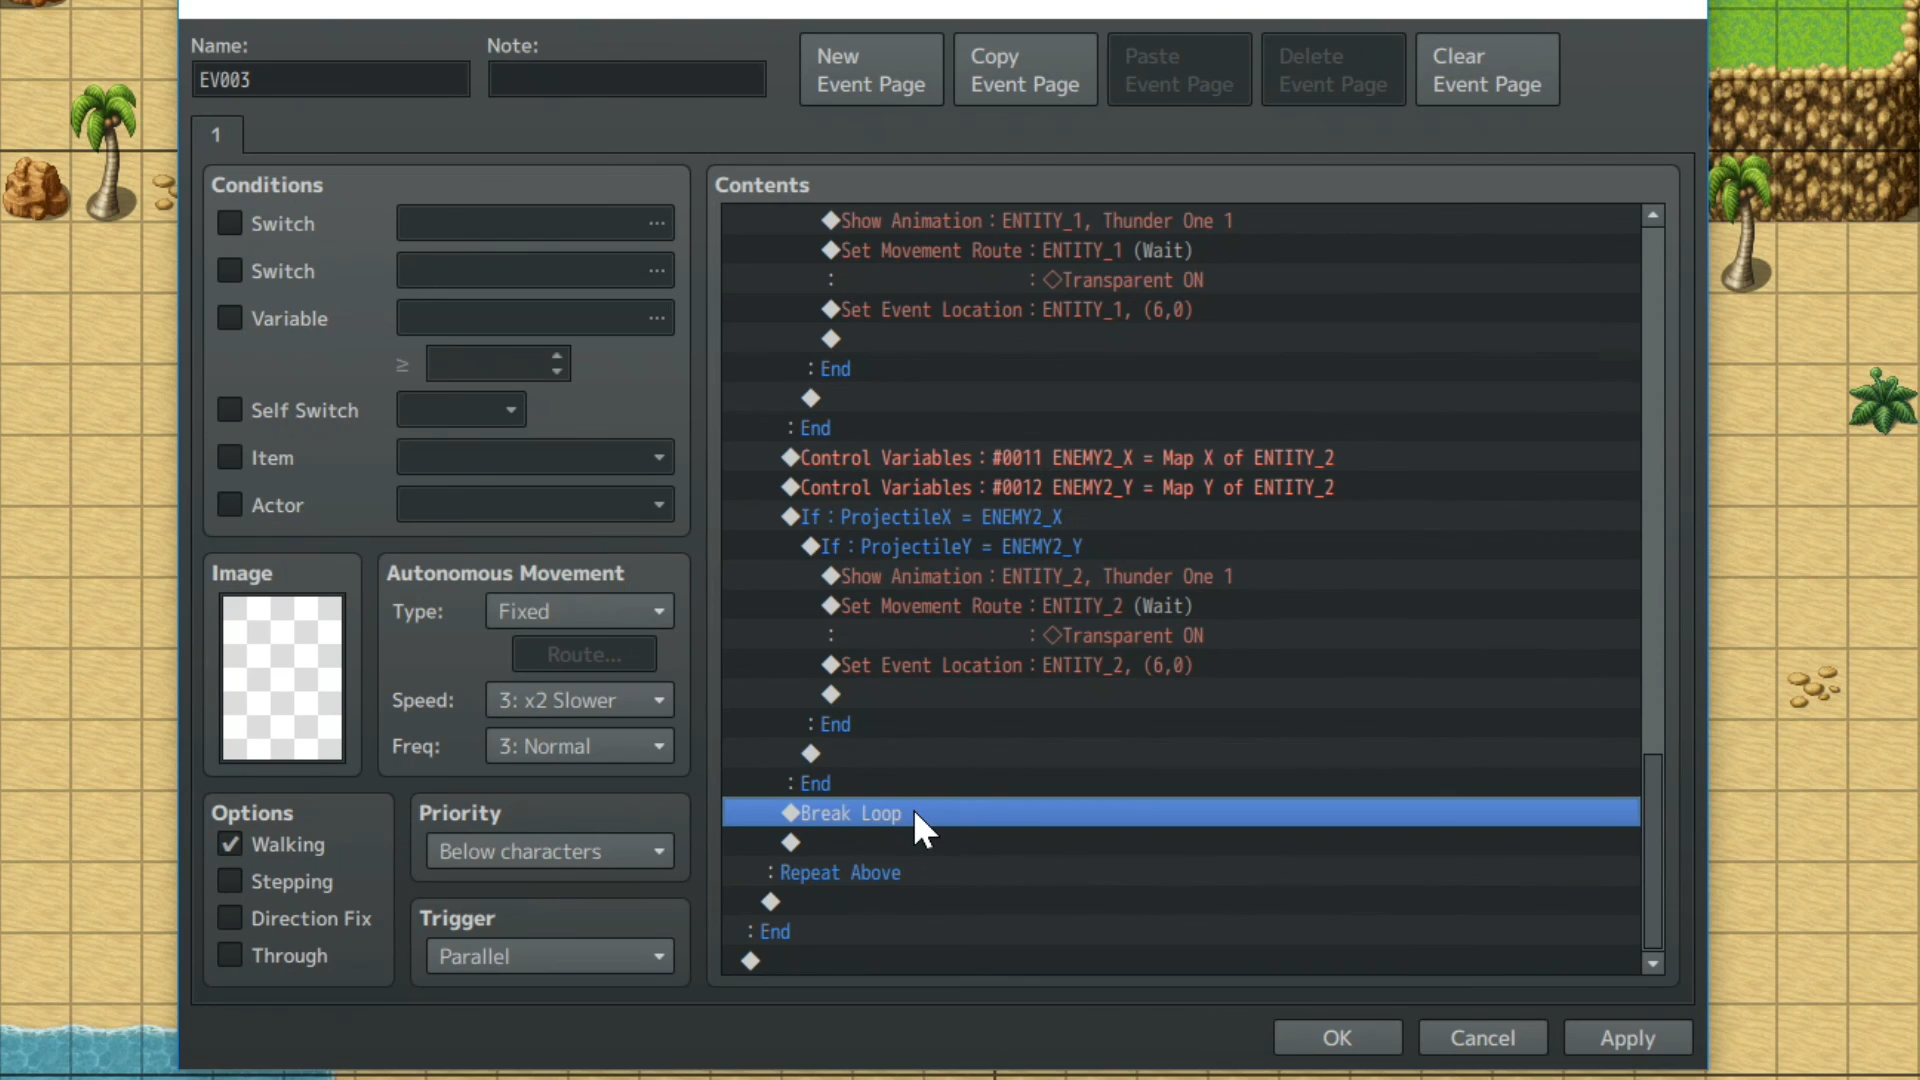 Name:
Note:
EV003
New
Event Page
Copy
Event Page
Paste
Event Page
Delete
Event Page
Clear
Event Page
1
Conditions
Switch
...
Switch
...
Variable
...
≥
Self Switch
Item
Actor
Image
Autonomous Movement
Type:
Fixed
Route...
Speed:
3: x2 Slower
Freq:
3: Normal
Options
Walking
Stepping
Direction Fix
Through
Priority
Below characters
Trigger
Parallel
Contents
◆Show Animation : ENTITY_1, Thunder One 1
◆Set Movement Route : ENTITY_1 (Wait)
: : ◇Transparent ON
◆Set Event Location : ENTITY_1, (6,0)
◆
: End
◆
: End
◆Control Variables : #0011 ENEMY2_X = Map X of ENTITY_2
◆Control Variables : #0012 ENEMY2_Y = Map Y of ENTITY_2
◆If : ProjectileX = ENEMY2_X
◆If : ProjectileY = ENEMY2_Y
◆Show Animation : ENTITY_2, Thunder One 1
◆Set Movement Route : ENTITY_2 (Wait)
: : ◇Transparent ON
◆Set Event Location : ENTITY_2, (6,0)
◆
: End
◆
: End
◆Break Loop
◆
: Repeat Above
◆
: End
◆
OK
Cancel
Apply